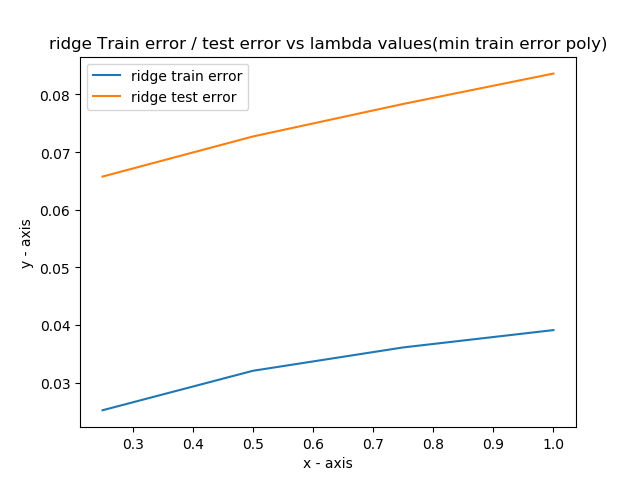 ridge Train error / test error vs lambda values(min train error poly)
ridge train error
ridge test error
0.08
0.07
0.06
0.05
0.04
0.03
y - axis
0.3 0.4 0.5 0.6 0.7 0.8 0.9 1.0
x - axis